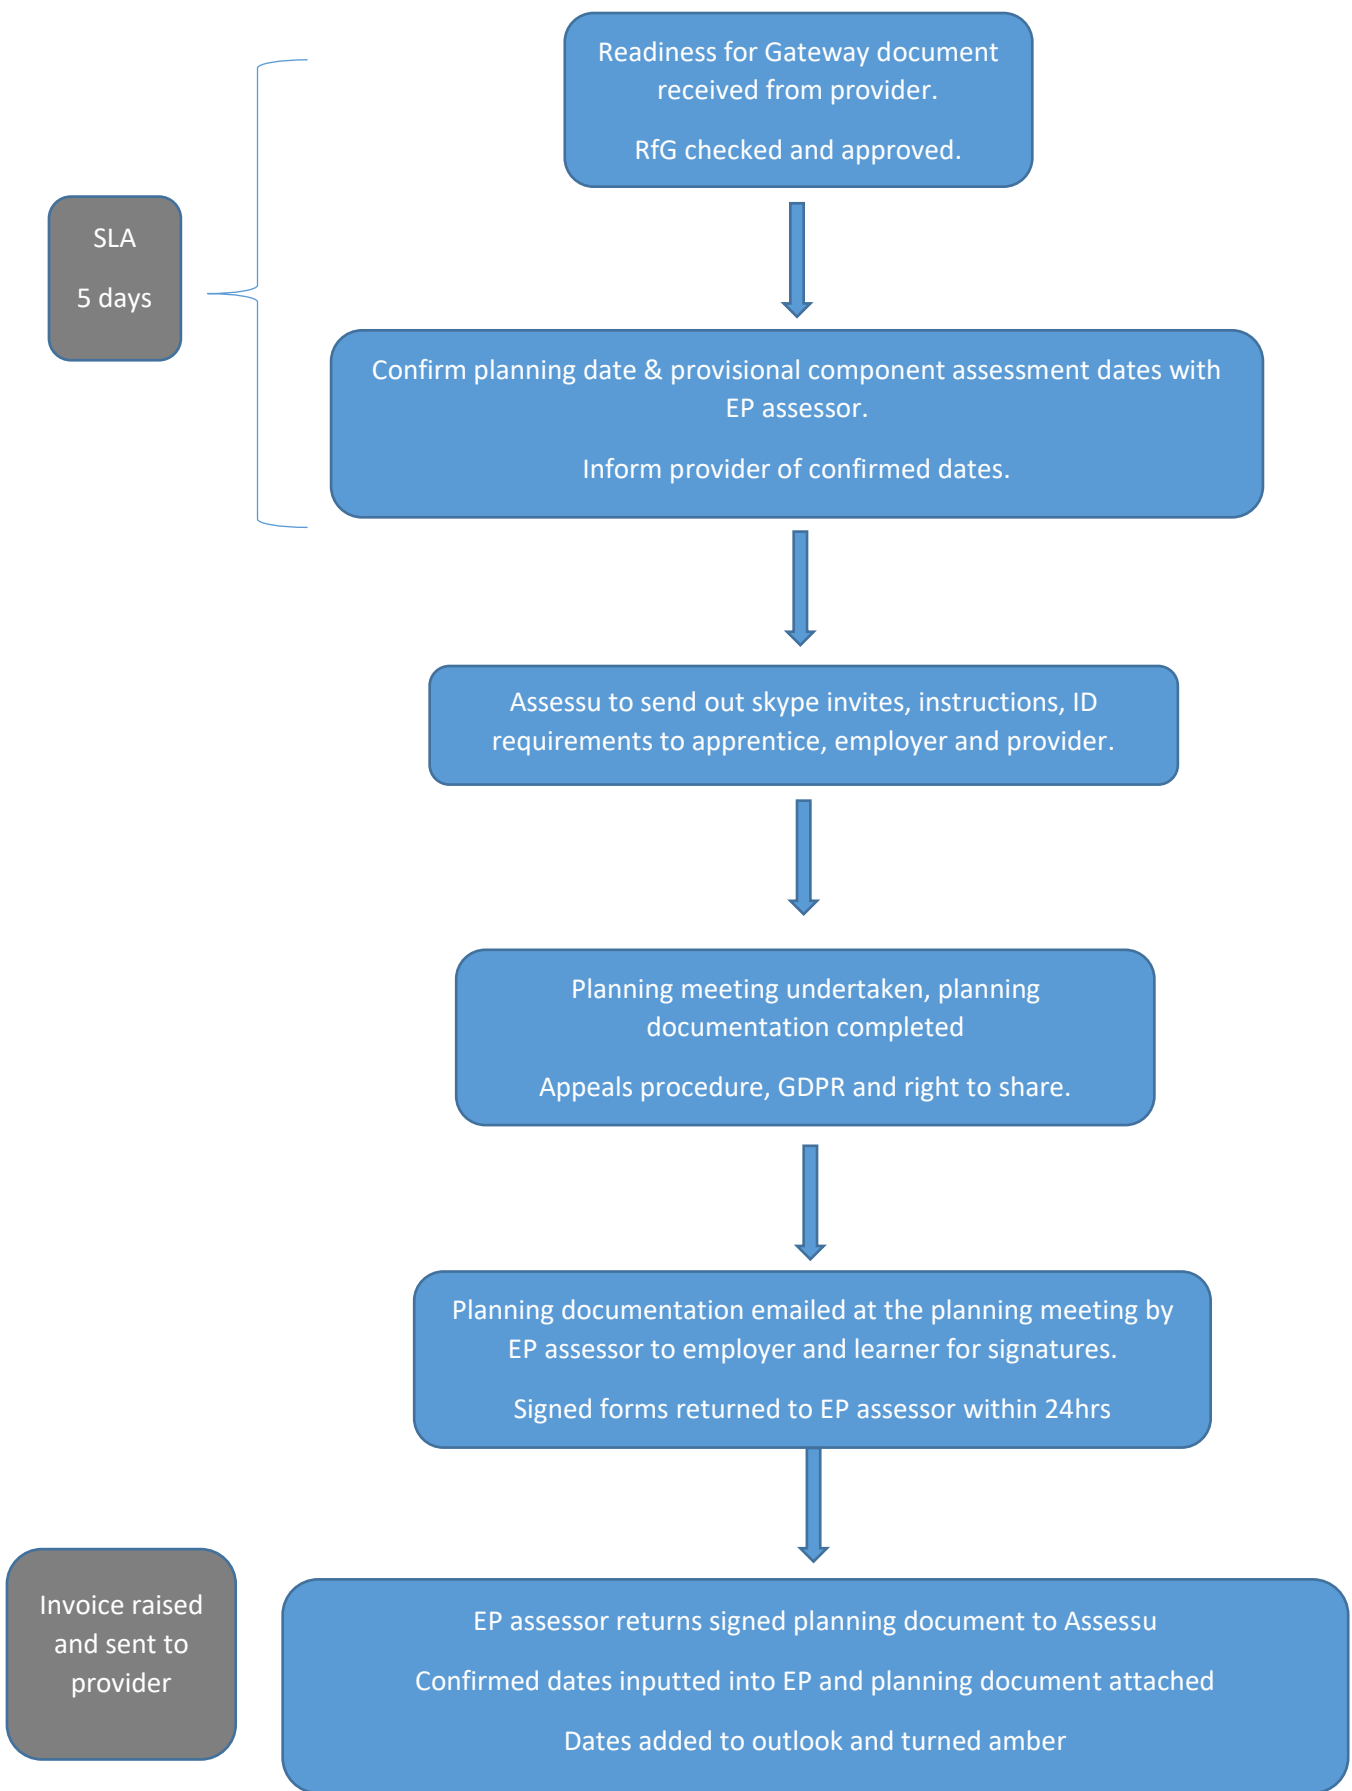 Readiness for Gateway document
received from provider.
RfG checked and approved.
SLA
5 days
Confirm planning date & provisional component assessment dates with
EP assessor.
Inform provider of confirmed dates.
Assessu to send out skype invites, instructions, ID
requirements to apprentice, employer and provider.
Planning meeting undertaken, planning
documentation completed
Appeals procedure, GDPR and right to share.
Planning documentation emailed at the planning meeting by
EP assessor to employer and learner for signatures.
Signed forms returned to EP assessor within 24hrs
Invoice raised
and sent to
provider
EP assessor returns signed planning document to Assessu
Confirmed dates inputted into EP and planning document attached
Dates added to outlook and turned amber